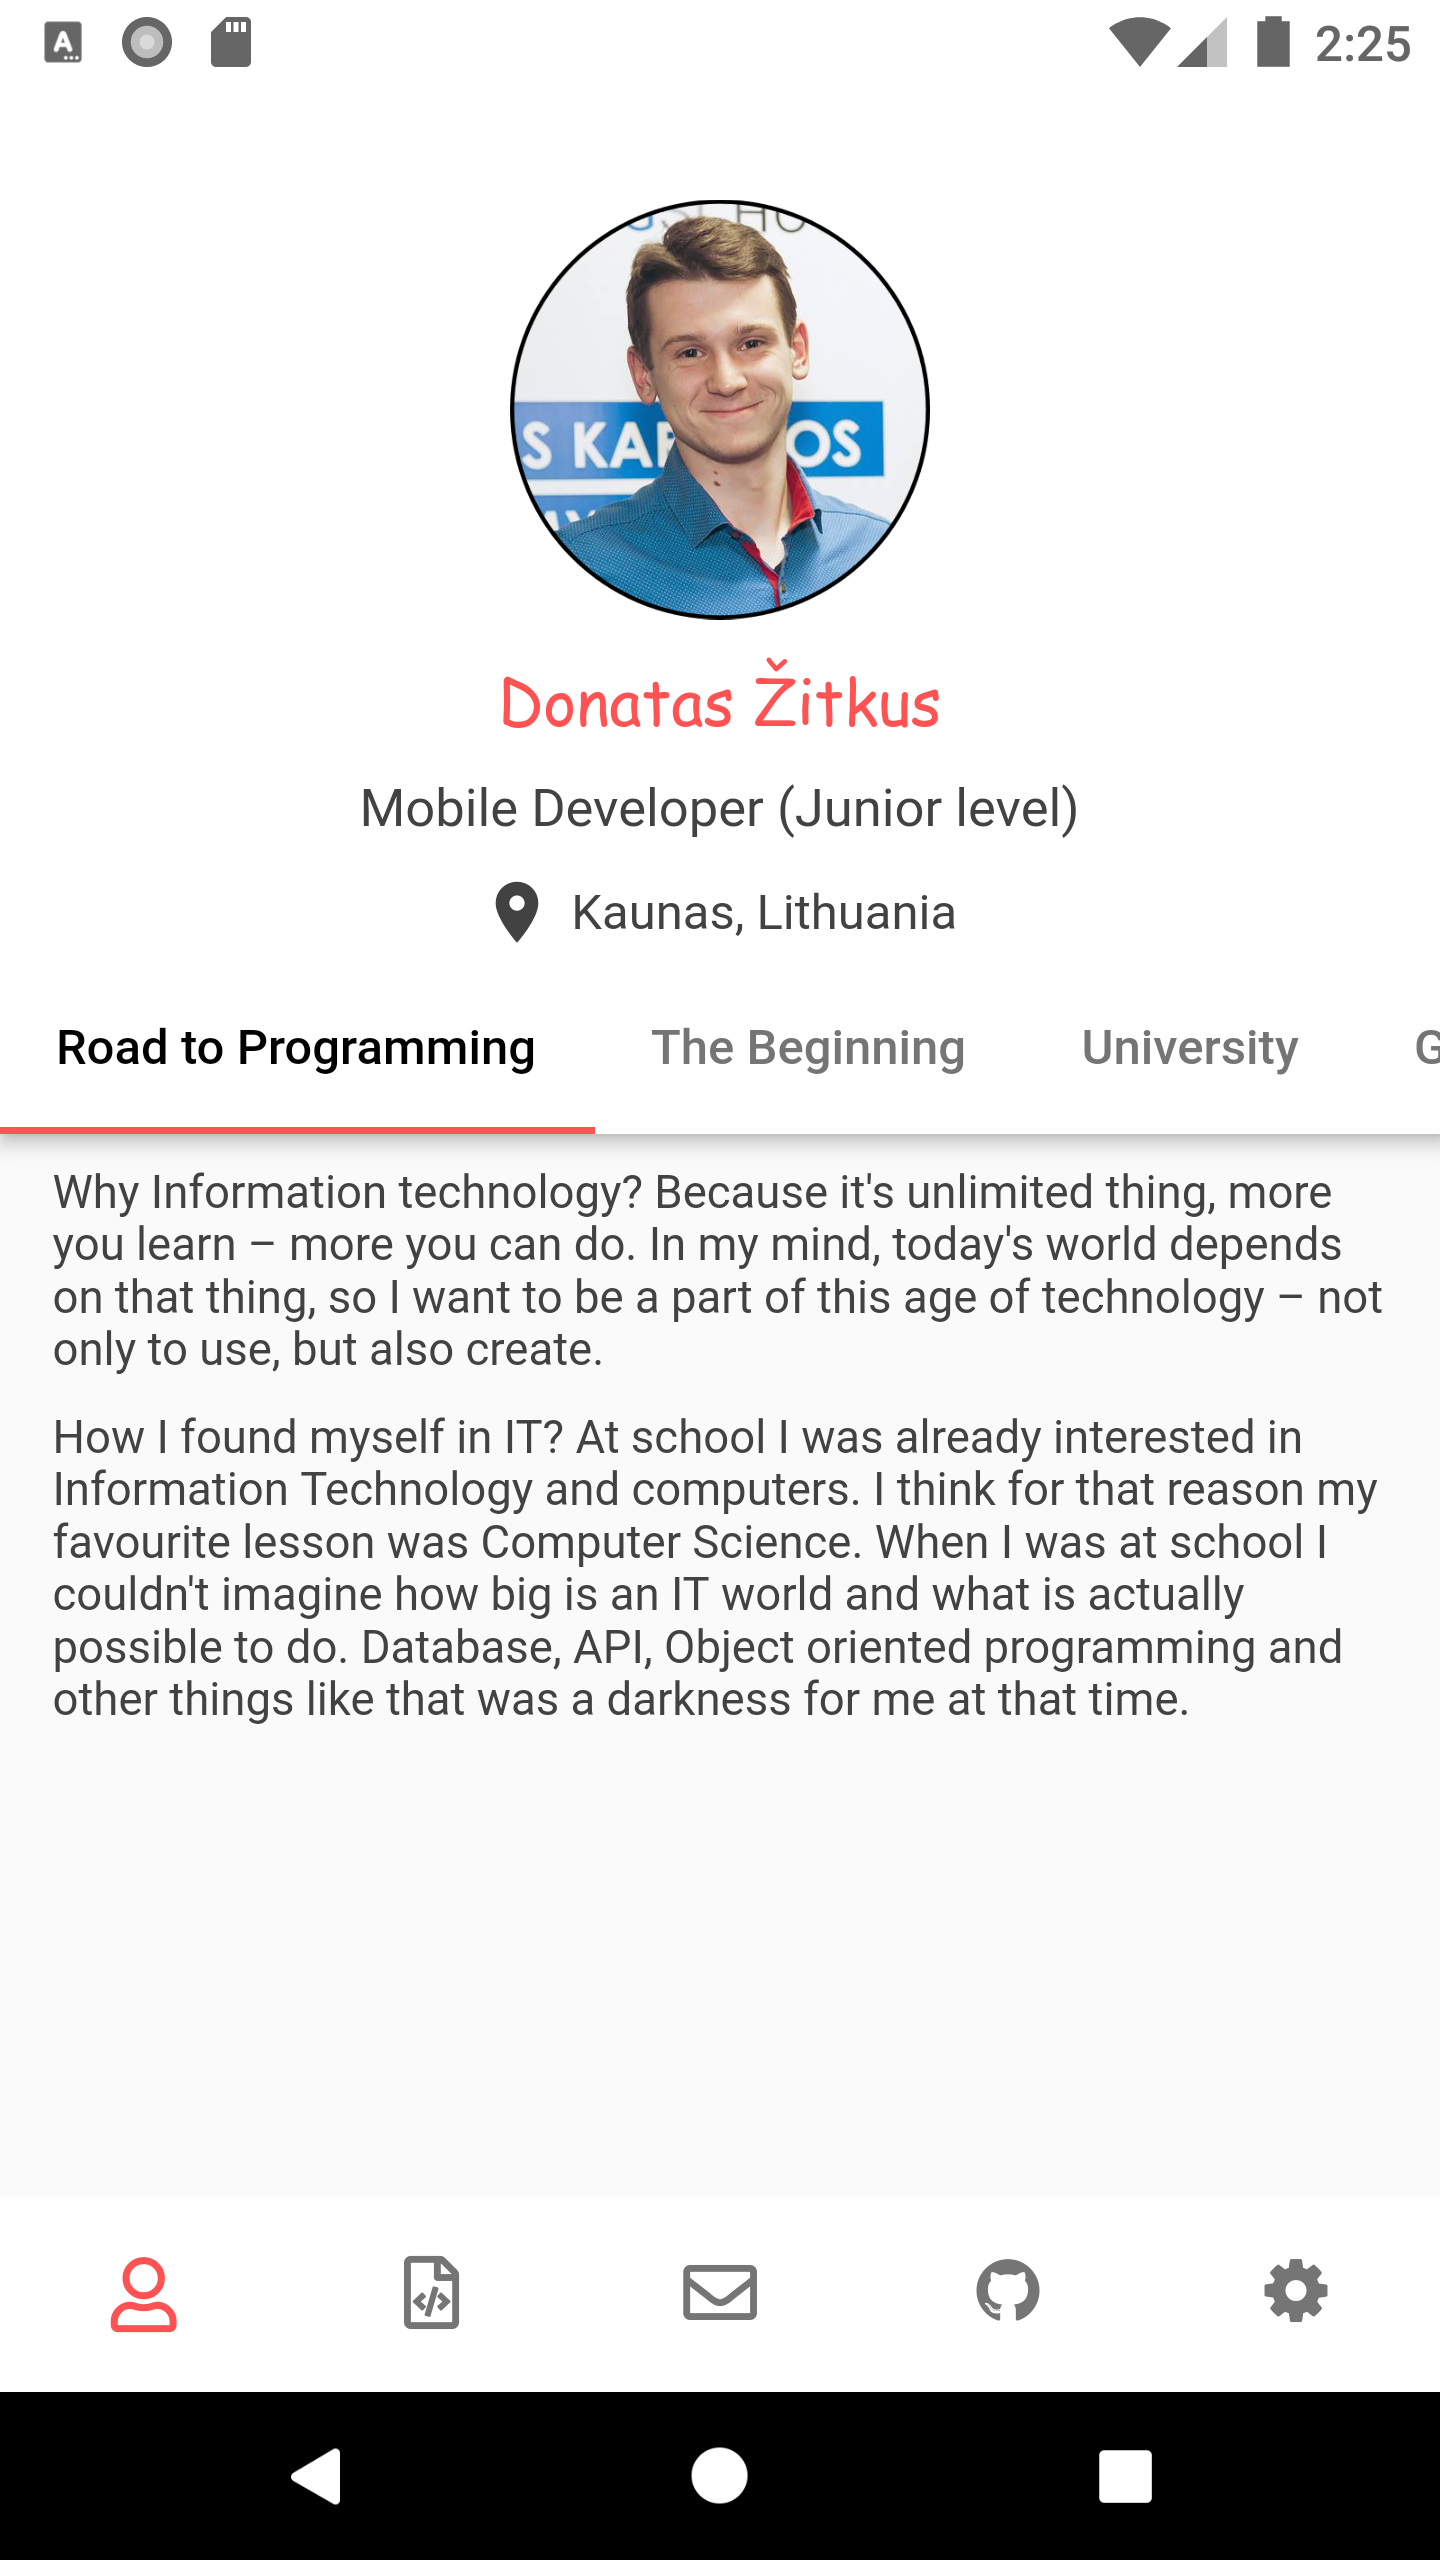 2:25
S KA
OS
Donatas Žitkus
Mobile Developer (Junior level)
Kaunas, Lithuania
Road to Programming
The Beginning
University
G
Why Information technology? Because it's unlimited thing, more
you learn – more you can do. In my mind, today's world depends
on that thing, so I want to be a part of this age of technology – not
only to use, but also create.
How I found myself in IT? At school I was already interested in
Information Technology and computers. I think for that reason my
favourite lesson was Computer Science. When I was at school I
couldn't imagine how big is an IT world and what is actually
possible to do. Database, API, Object oriented programming and
other things like that was a darkness for me at that time.